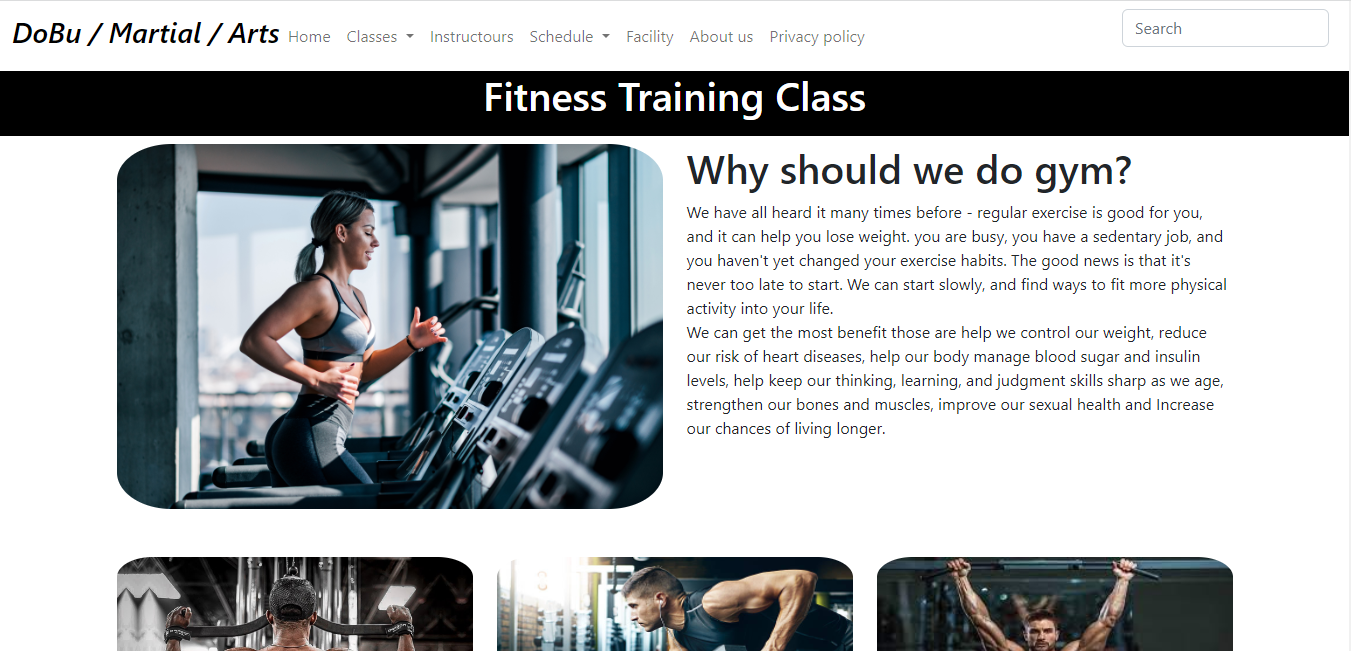 DoBu / Martial / Arts Home Classes Instructours Schedule Facility About us Privacy policy Search
Fitness Training Class
Why should we do gym?
We have all heard it many times before - regular exercise is good for you,
and it can help you lose weight. you are busy, you have a sedentary job, and
you haven't yet changed your exercise habits. The good news is that it's
never too late to start. We can start slowly, and find ways to fit more physical
activity into your life.
We can get the most benefit those are help we control our weight, reduce
our risk of heart diseases, help our body manage blood sugar and insulin
levels, help keep our thinking, learning, and judgment skills sharp as we age,
strengthen our bones and muscles, improve our sexual health and Increase
our chances of living longer.